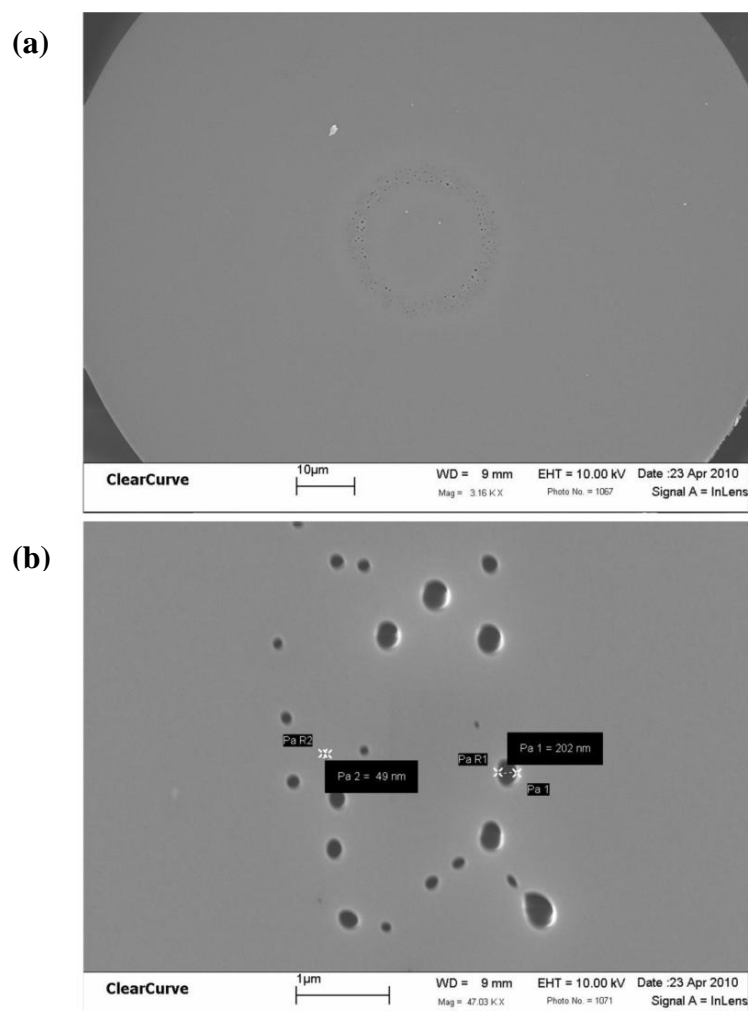 (a)
10µm
ClearCurve
WD = 9 mm EHT = 10.00 kV Date :23 Apr 2010
Mag = 3.16 K X Photo No. = 1067 Signal A = InLens
(b)
Pa R2
Pa 1 = 202 nm
Pa R1
Pa 2 = 49 nm
Pa 1
1µm
ClearCurve
WD = 9 mm EHT = 10.00 kV Date :23 Apr 2010
Mag = 47.03 K X Photo No. = 1071 Signal A = InLens